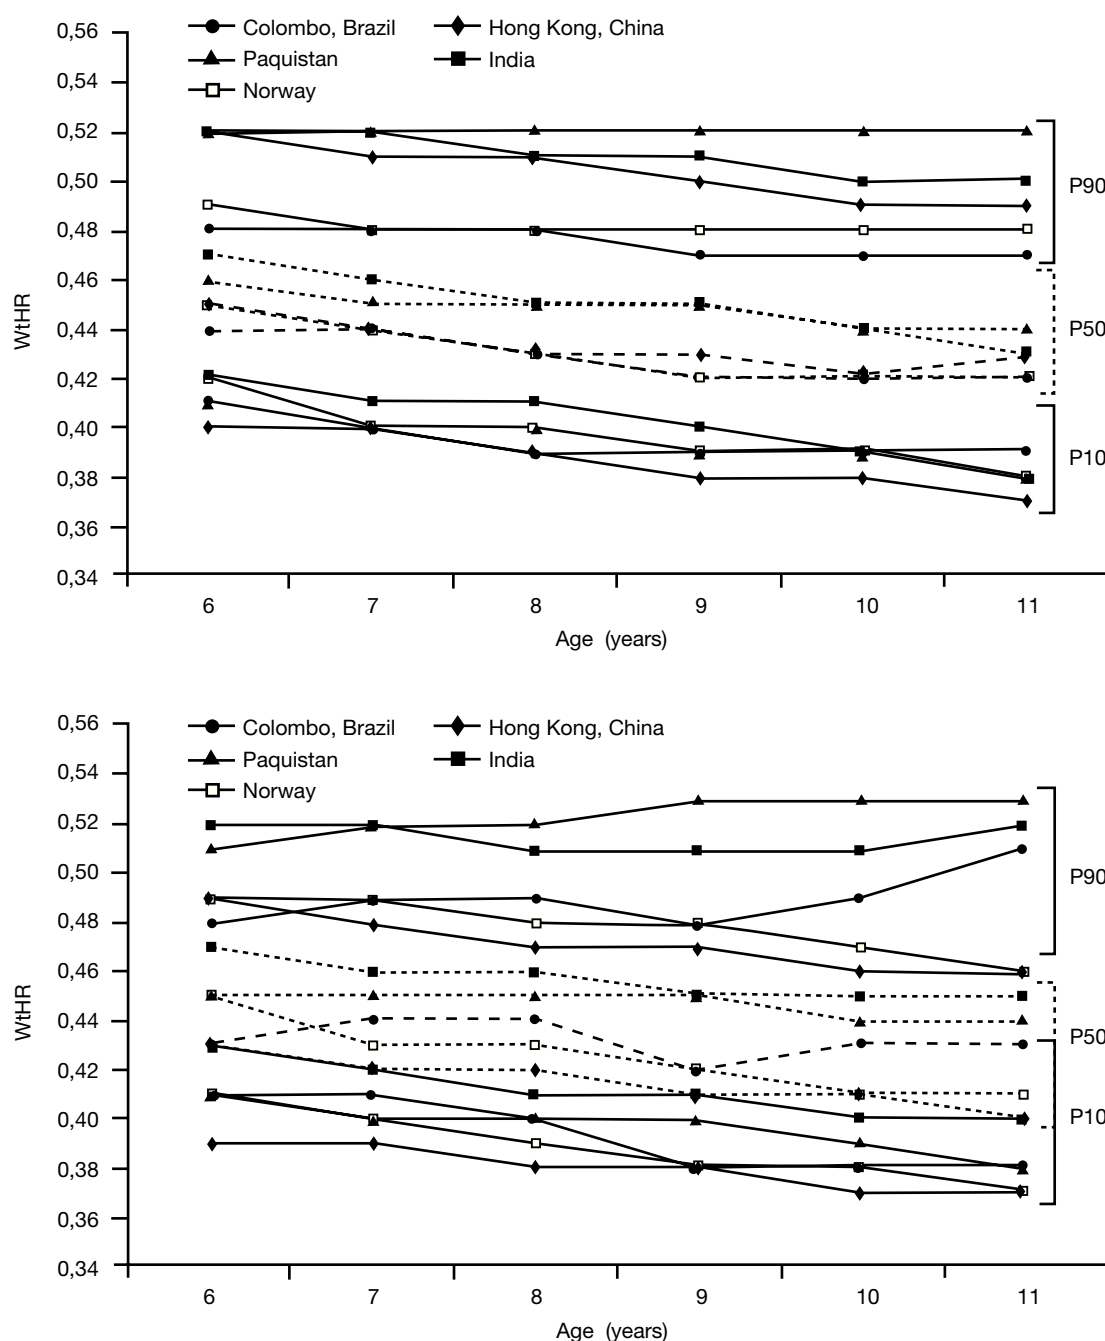 0,56
0,54
0,52
0,50
0,48
0,46
0,44
0,42
0,40
0,38
0,36
0,34
WtHR
Colombo, Brazil
Hong Kong, China
Paquistan
India
Norway
P90
P50
P10
6 7 8 9 10 11
Age (years)
0,56
0,54
0,52
0,50
0,48
0,46
0,44
0,42
0,40
0,38
0,36
0,34
WtHR
Colombo, Brazil
Hong Kong, China
Paquistan
India
Norway
P90
P50
P10
6 7 8 9 10 11
Age (years)